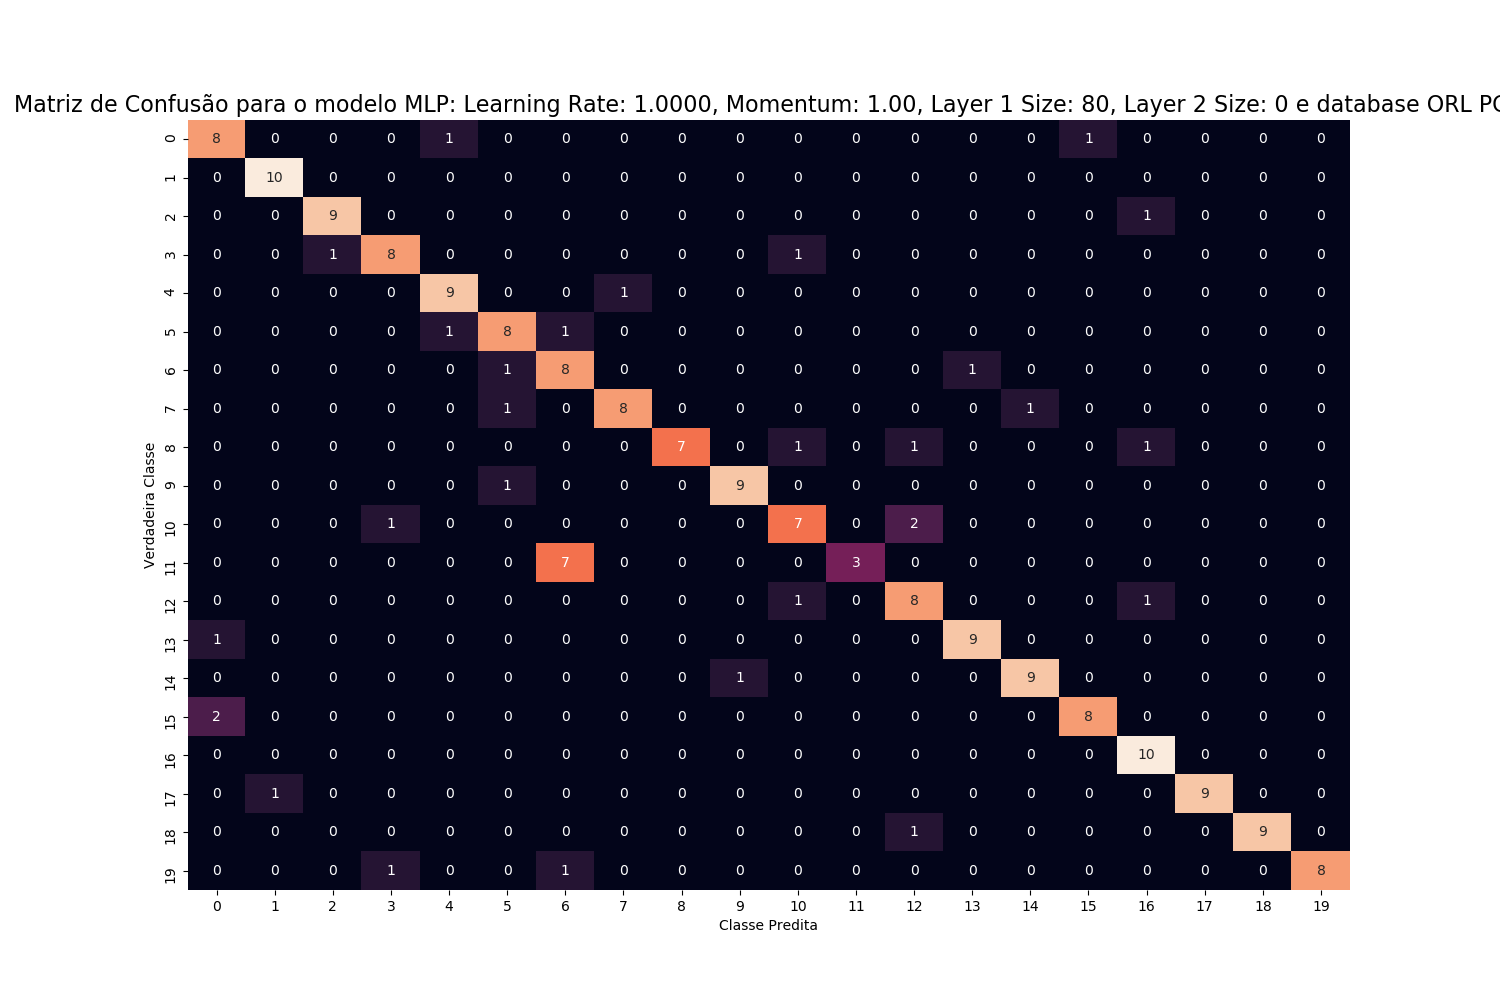 Matriz de Confusão para o modelo MLP: Learning Rate: 1.0000, Momentum: 1.00, Layer 1 Size: 80, Layer 2 Size: 0 e database ORL PC
0 8 0 0 0 1 0 0 0 0 0 0 0 0 0 0 1 0 0 0 0
1 0 10 0 0 0 0 0 0 0 0 0 0 0 0 0 0 0 0 0 0
2 0 0 9 0 0 0 0 0 0 0 0 0 0 0 0 0 1 0 0 0
3 0 0 1 8 0 0 0 0 0 0 1 0 0 0 0 0 0 0 0 0
4 0 0 0 0 9 0 0 1 0 0 0 0 0 0 0 0 0 0 0 0
5 0 0 0 0 1 8 1 0 0 0 0 0 0 0 0 0 0 0 0 0
6 0 0 0 0 0 1 8 0 0 0 0 0 0 1 0 0 0 0 0 0
7 0 0 0 0 0 1 0 8 0 0 0 0 0 0 1 0 0 0 0 0
8 0 0 0 0 0 0 0 0 7 0 1 0 1 0 0 0 1 0 0 0
9 0 0 0 0 0 1 0 0 0 9 0 0 0 0 0 0 0 0 0 0
10 0 0 0 1 0 0 0 0 0 0 7 0 2 0 0 0 0 0 0 0
11 0 0 0 0 0 0 7 0 0 0 0 3 0 0 0 0 0 0 0 0
12 0 0 0 0 0 0 0 0 0 0 1 0 8 0 0 0 1 0 0 0
13 1 0 0 0 0 0 0 0 0 0 0 0 0 9 0 0 0 0 0 0
14 0 0 0 0 0 0 0 0 0 1 0 0 0 0 9 0 0 0 0 0
15 2 0 0 0 0 0 0 0 0 0 0 0 0 0 0 8 0 0 0 0
16 0 0 0 0 0 0 0 0 0 0 0 0 0 0 0 0 10 0 0 0
17 0 1 0 0 0 0 0 0 0 0 0 0 0 0 0 0 0 9 0 0
18 0 0 0 0 0 0 0 0 0 0 0 0 1 0 0 0 0 0 9 0
19 0 0 0 1 0 0 1 0 0 0 0 0 0 0 0 0 0 0 0 8
0 1 2 3 4 5 6 7 8 9 10 11 12 13 14 15 16 17 18 19
Classe Predita
Verdadeira Classe